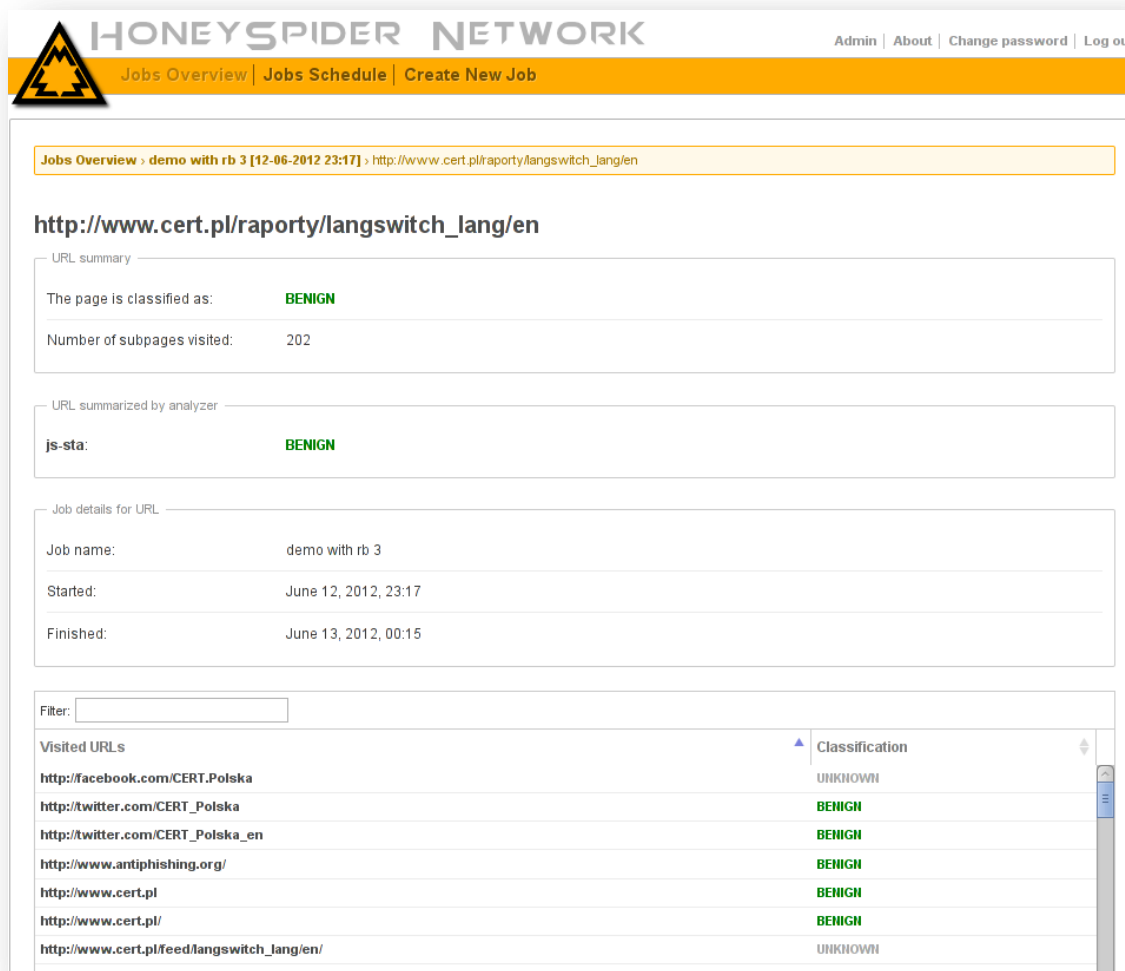 HONEYSPIDER NETWORK
Admin | About | Change password | Log ou
Jobs Overview | Jobs Schedule | Create New Job
Jobs Overview › demo with rb 3 [12-06-2012 23:17] › http://www.cert.pl/raporty/langswitch_lang/en
http://www.cert.pl/raporty/langswitch_lang/en
URL summary
The page is classified as: BENIGN
Number of subpages visited: 202
URL summarized by analyzer
js-sta: BENIGN
Job details for URL
Job name: demo with rb 3
Started: June 12, 2012, 23:17
Finished: June 13, 2012, 00:15
Filter:
Visited URLs Classification
http://facebook.com/CERT.Polska UNKNOWN
http://twitter.com/CERT_Polska BENIGN
http://twitter.com/CERT_Polska_en BENIGN
http://www.antiphishing.org/ BENIGN
http://www.cert.pl BENIGN
http://www.cert.pl/ BENIGN
http://www.cert.pl/feed/langswitch_lang/en/ UNKNOWN